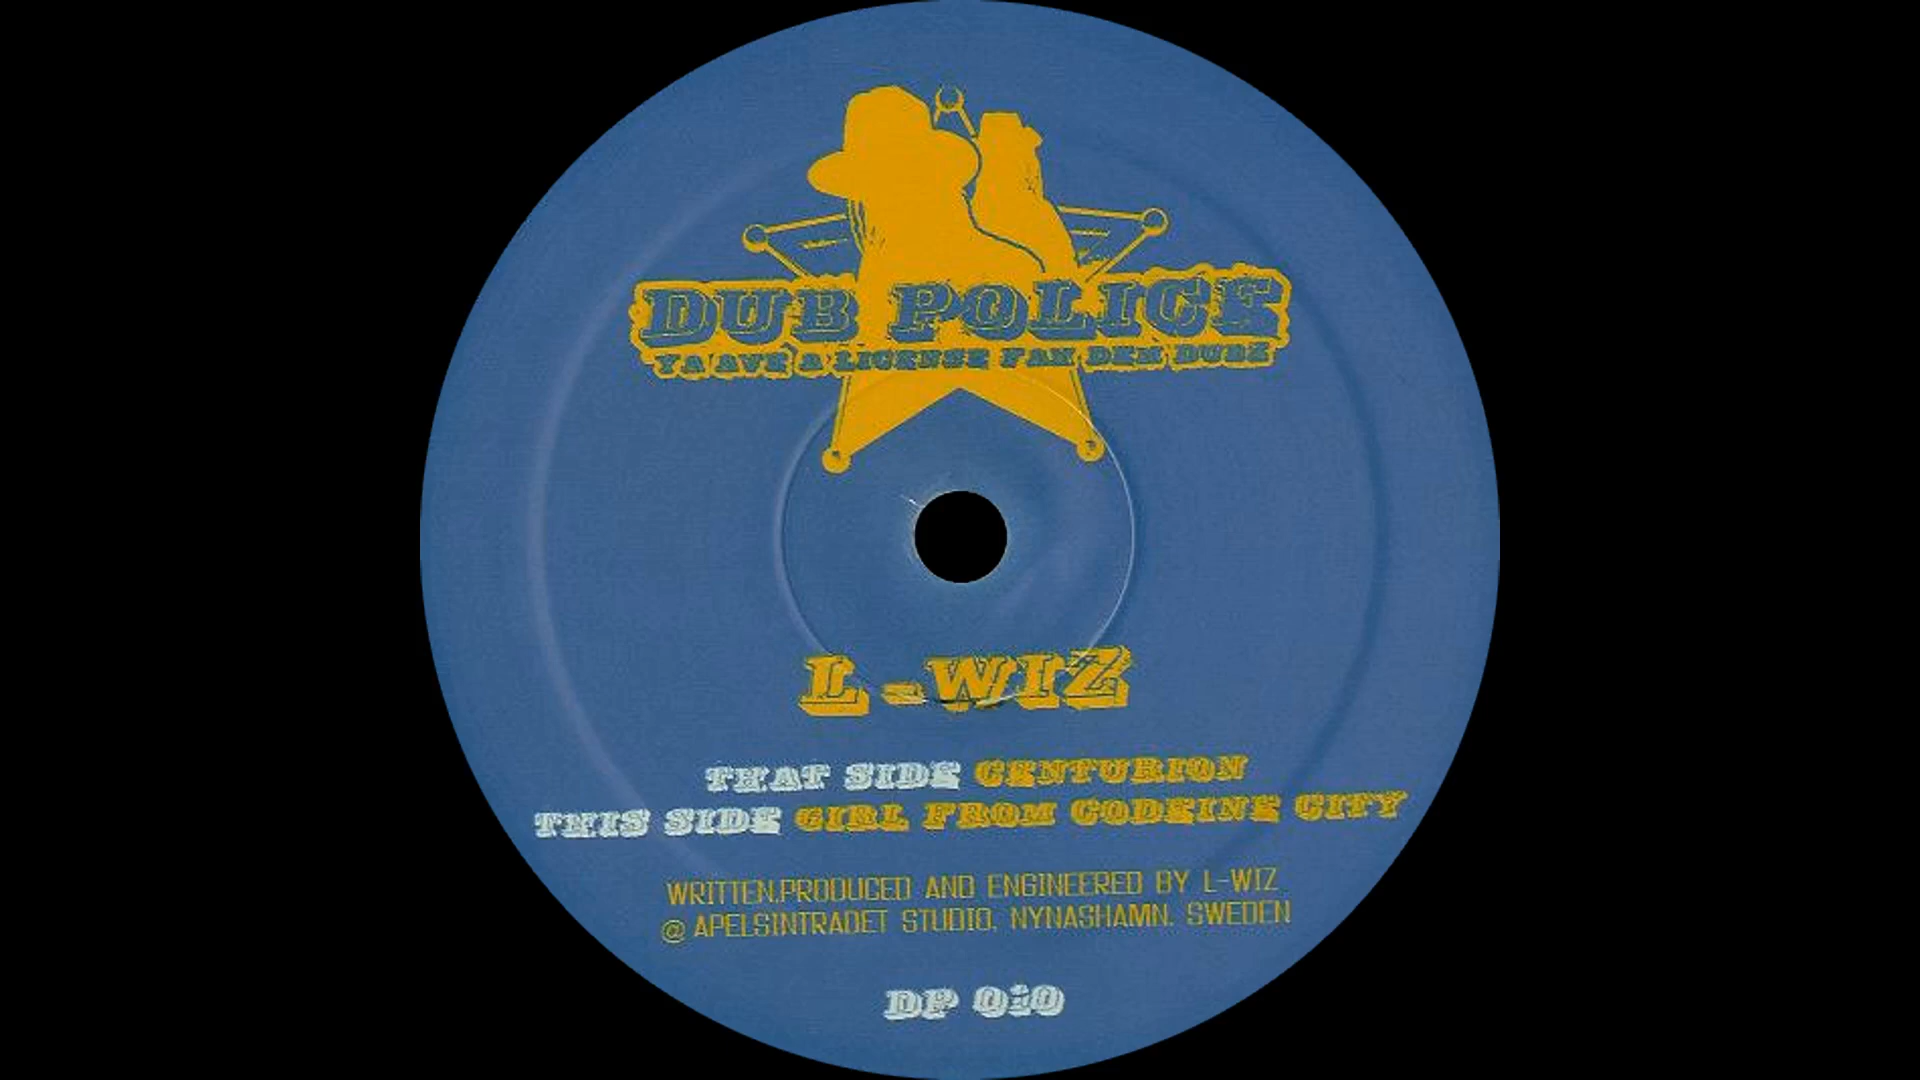 DUB POLICE
YA AVE A LICENSE FAH DEM DUBZ
L-WIZ
THAT SIDE CENTURION
THIS SIDE GIRL FROM CODEINE CITY
WRITTEN,PRODUCED AND ENGINEERED BY L-WIZ
@ APELSINTRADET STUDIO, NYNASHAMN, SWEDEN
DP 010